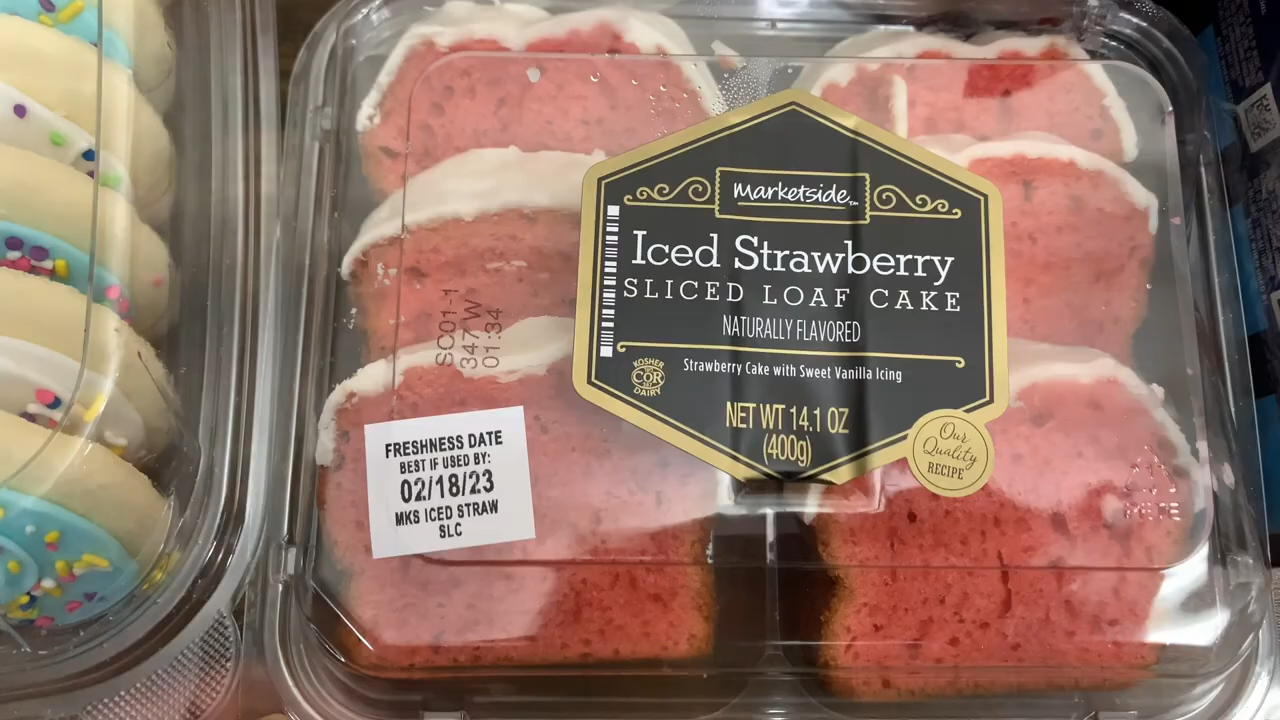 Marketside™
Iced Strawberry
SLICED LOAF CAKE
NATURALLY FLAVORED
Strawberry Cake with Sweet Vanilla Icing
KOSHER
COR
DAIRY
NET WT 14.1 OZ
(400g)
Our
Quality
RECIPE
SC01-1
347 W
01:34
FRESHNESS DATE
BEST IF USED BY:
02/18/23
MKS ICED STRAW
SLC
PETE